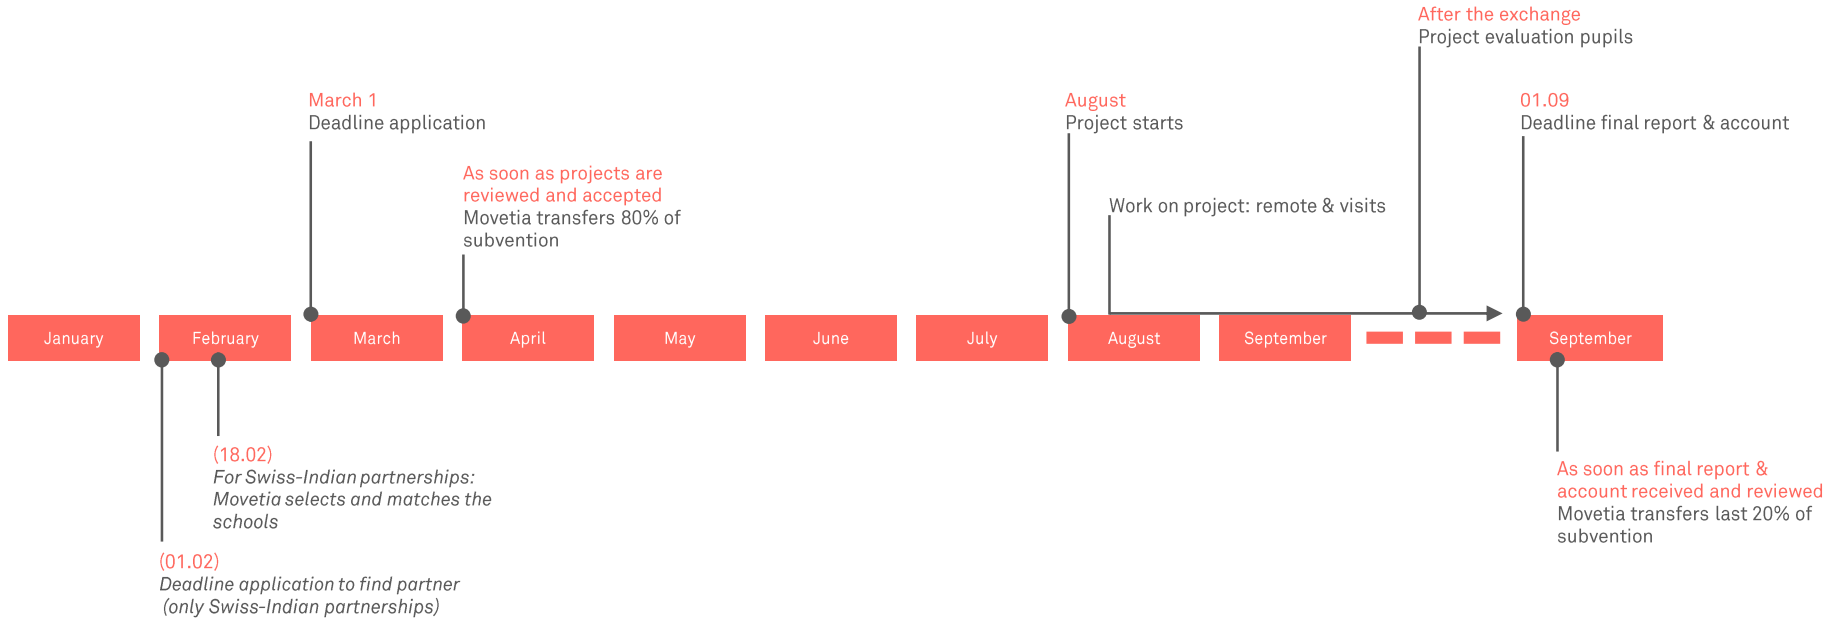 After the exchange
Project evaluation pupils
March 1
Deadline application
August
Project starts
01.09
Deadline final report & account
As soon as projects are
reviewed and accepted
Movetia transfers 80% of
subvention
Work on project: remote & visits
January
February
March
April
May
June
July
August
September
September
(18.02)
For Swiss-Indian partnerships:
Movetia selects and matches the
schools
(01.02)
Deadline application to find partner
(only Swiss-Indian partnerships)
As soon as final report &
account received and reviewed
Movetia transfers last 20% of
subvention